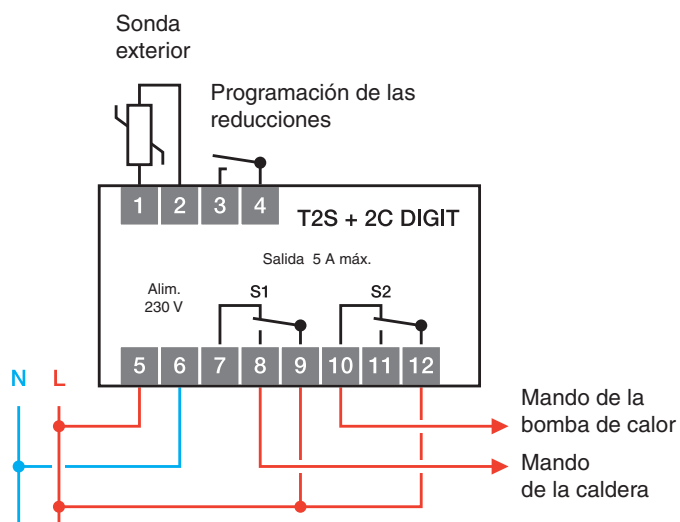 Sonda
exterior
Programación de las
reducciones
1 2 3 4
T2S + 2C DIGIT
Salida 5 A máx.
Alim.
230 V
S1 S2
5 6 7 8 9 10 11 12
N L
Mando de la
bomba de calor
Mando
de la caldera